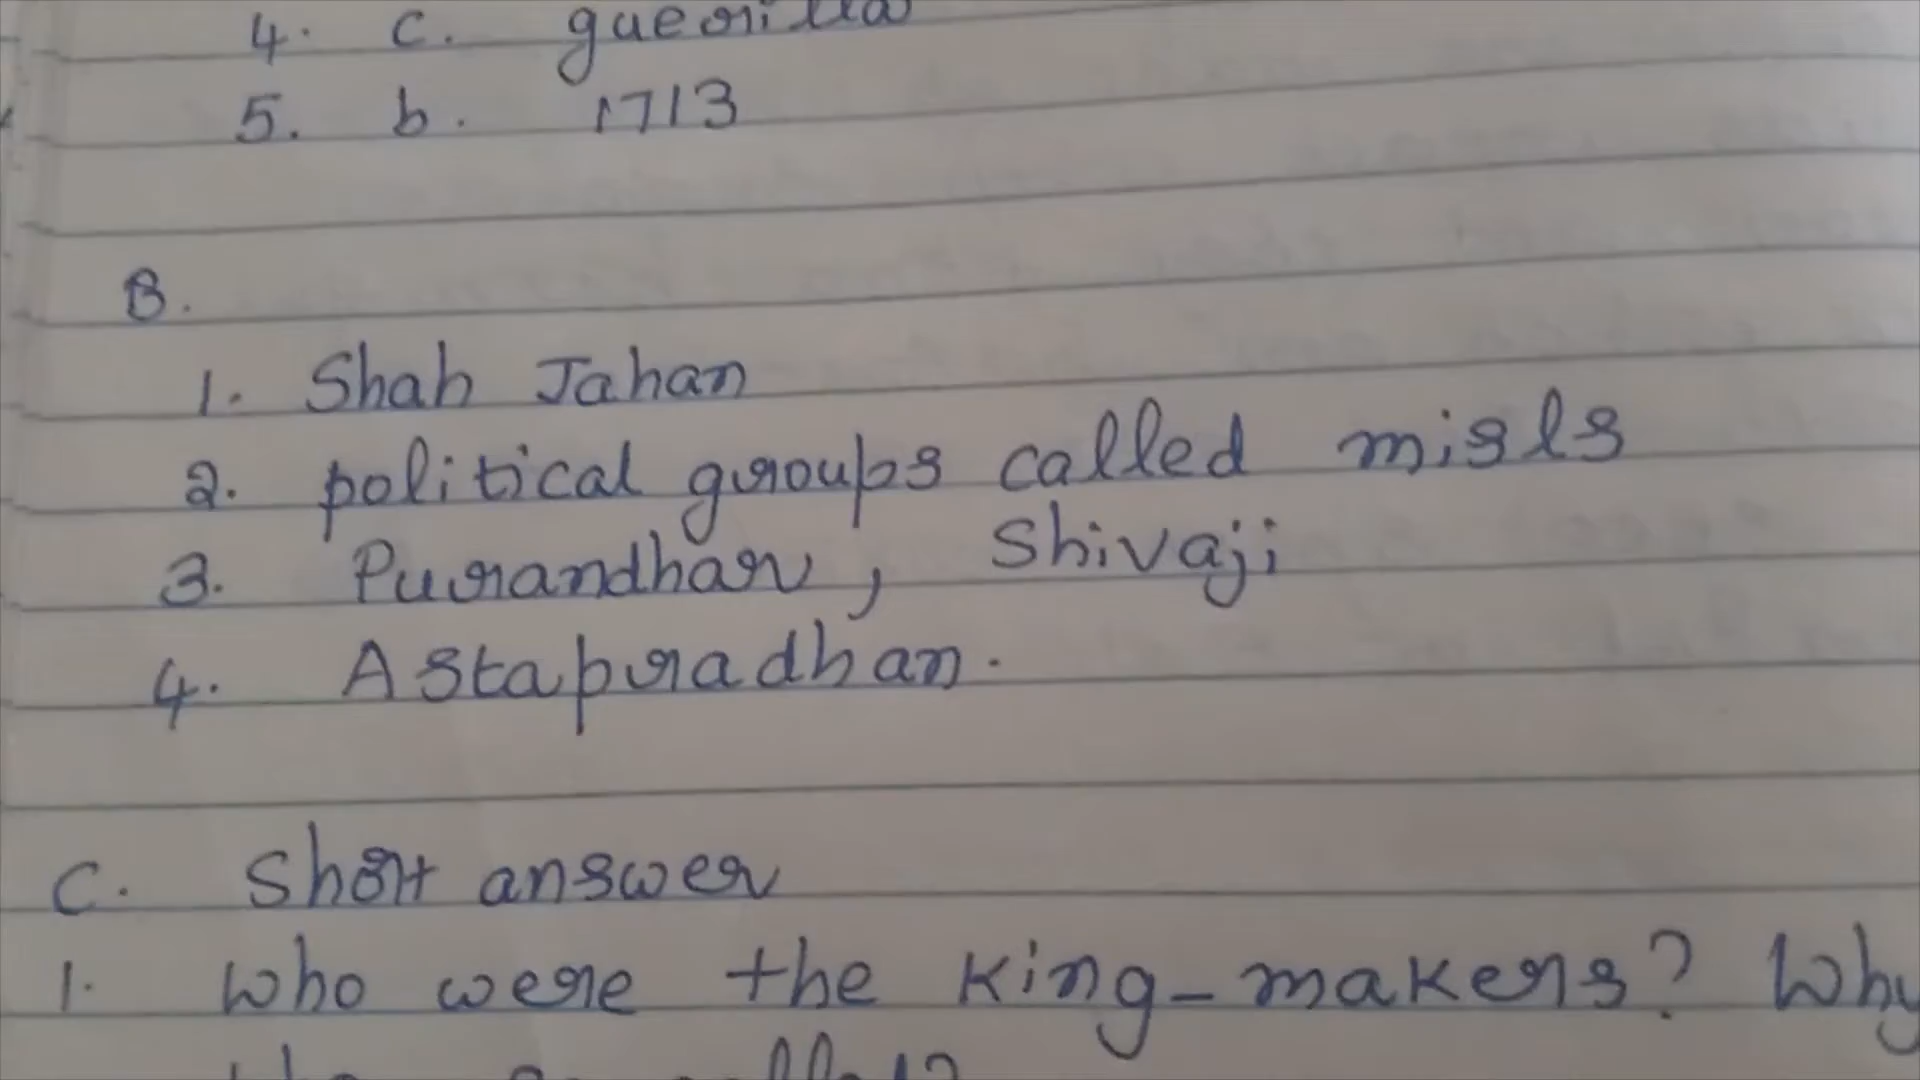 4. c. guerilla
5. b. 1713
B.
1. Shah Jahan
2. political groups called misls
3. Purandhar, Shivaji
4. Astapradhan.
C. Short answer
1. Who were the King-makers? Why